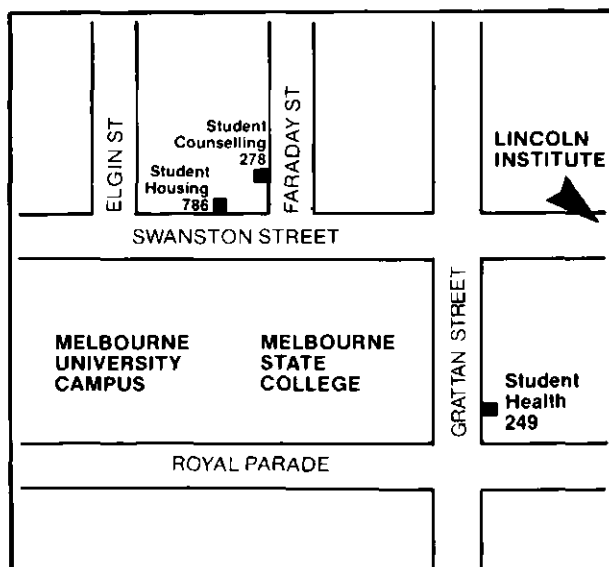 ELGIN ST
Student
Counselling
278
Student
Housing
786
FARADAY ST
LINCOLN
INSTITUTE
SWANSTON STREET
MELBOURNE
UNIVERSITY
CAMPUS
MELBOURNE
STATE
COLLEGE
GRATTAN STREET
Student
Health
249
ROYAL PARADE